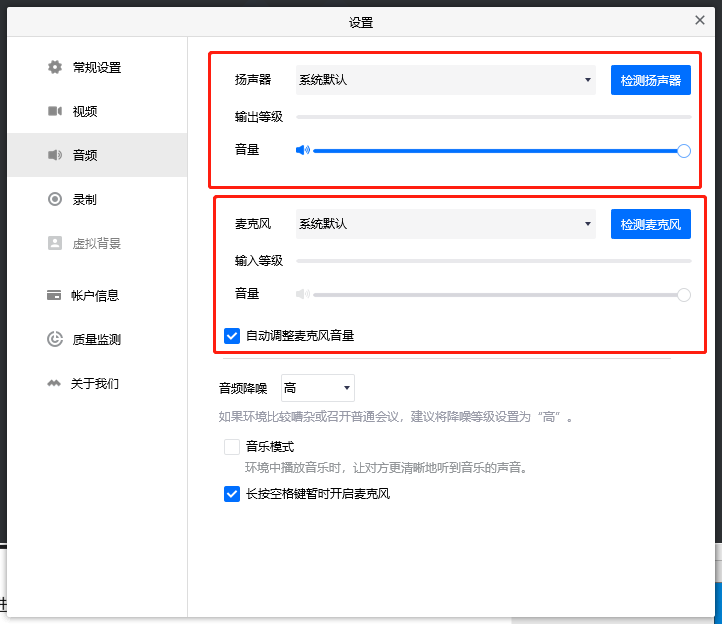 设置
常规设置
视频
音频
录制
虚拟背景
帐户信息
质量监测
关于我们
扬声器 系统默认 检测扬声器
输出等级
音量
麦克风 系统默认 检测麦克风
输入等级
音量
自动调整麦克风音量
音频降噪 高
如果环境比较嘈杂或召开普通会议，建议将降噪等级设置为“高”。
音乐模式
环境中播放音乐时，让对方更清晰地听到音乐的声音。
长按空格键暂时开启麦克风